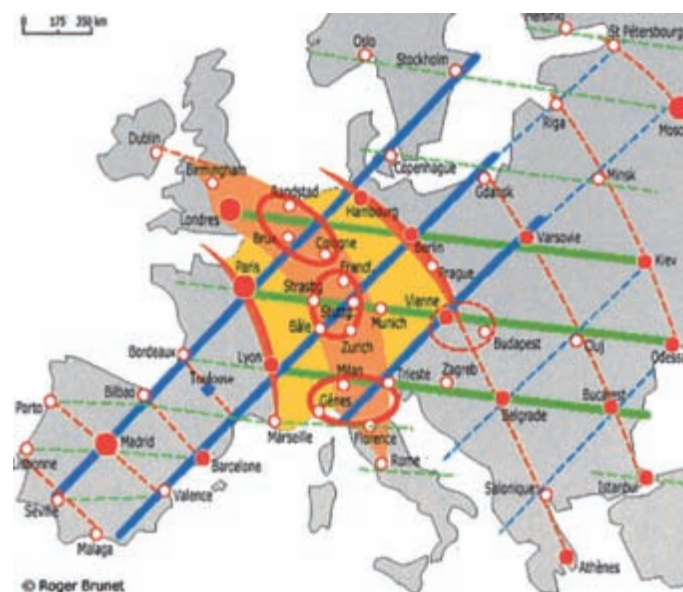 0 175 350 km
Helsinki
St Pétersbourg
Oslo
Stockholm
Moscou
Riga
Dublin
Copenhague
Minsk
Birmingham
Randstad
Gdansk
Hambourg
Londres
Brux
Berlin
Varsovie
Cologne
Kiev
Prague
Paris
Francf.
Strasbg
Vienne
Stuttg
Munich
Bâle
Budapest
Zurich
Cluj
Odessa
Bordeaux
Lyon
Milan
Trieste
Zagreb
Toulouse
Bilbao
Gênes
Bucarest
Porto
Belgrade
Marseille
Florence
Madrid
Lisbonne
Barcelone
Rome
Istanbul
Valence
Salonique
Séville
Malaga
Athènes
© Roger Brunet